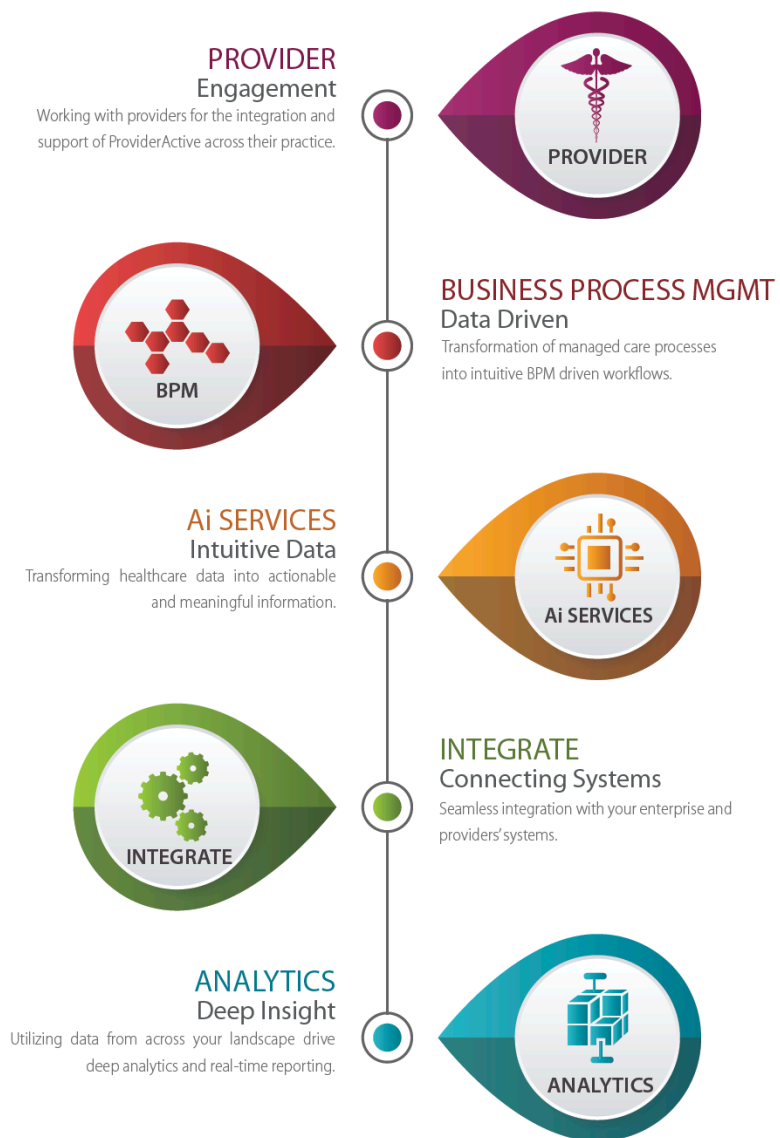 PROVIDER
Engagement
Working with providers for the integration and
support of ProviderActive across their practice.
PROVIDER
BPM
BUSINESS PROCESS MGMT
Data Driven
Transformation of managed care processes
into intuitive BPM driven workflows.
Ai SERVICES
Intuitive Data
Transforming healthcare data into actionable
and meaningful information.
Ai SERVICES
INTEGRATE
INTEGRATE
Connecting Systems
Seamless integration with your enterprise and
providers' systems.
ANALYTICS
Deep Insight
Utilizing data from across your landscape drive
deep analytics and real-time reporting.
ANALYTICS